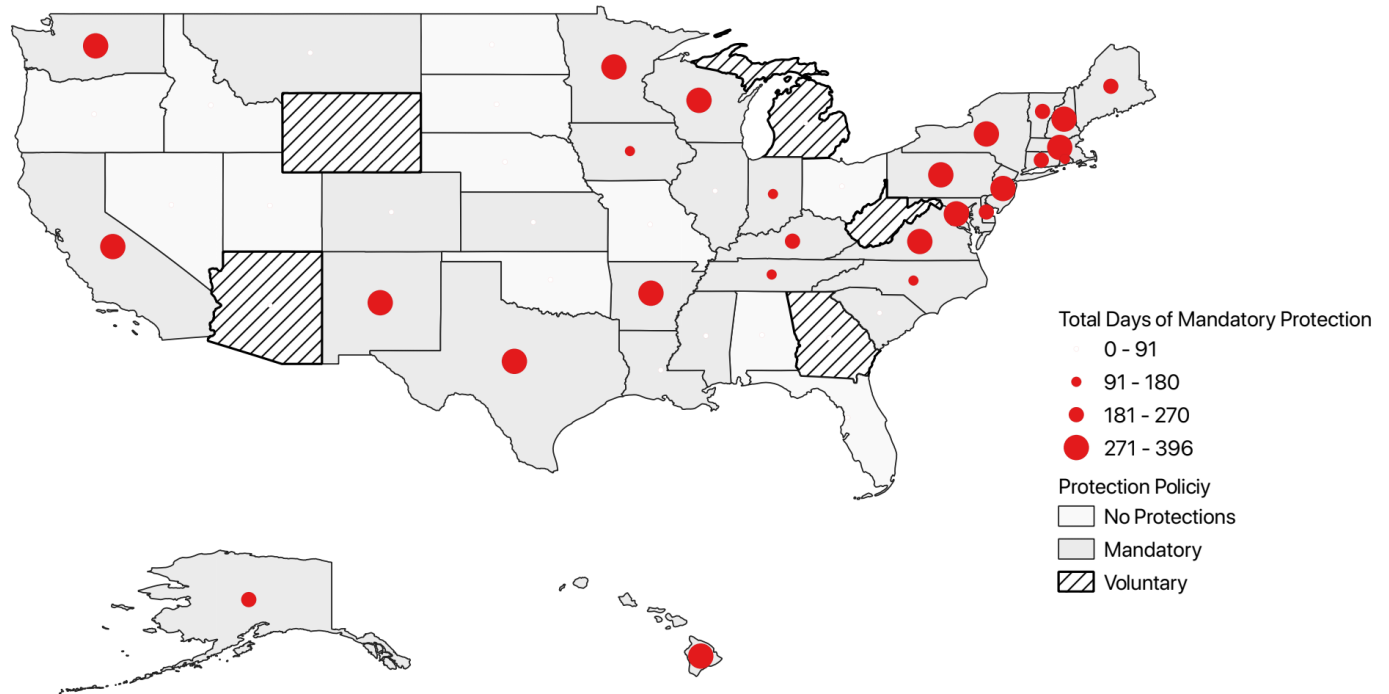 Total Days of Mandatory Protection
0 - 91
91 - 180
181 - 270
271 - 396
Protection Policiy
No Protections
Mandatory
Voluntary